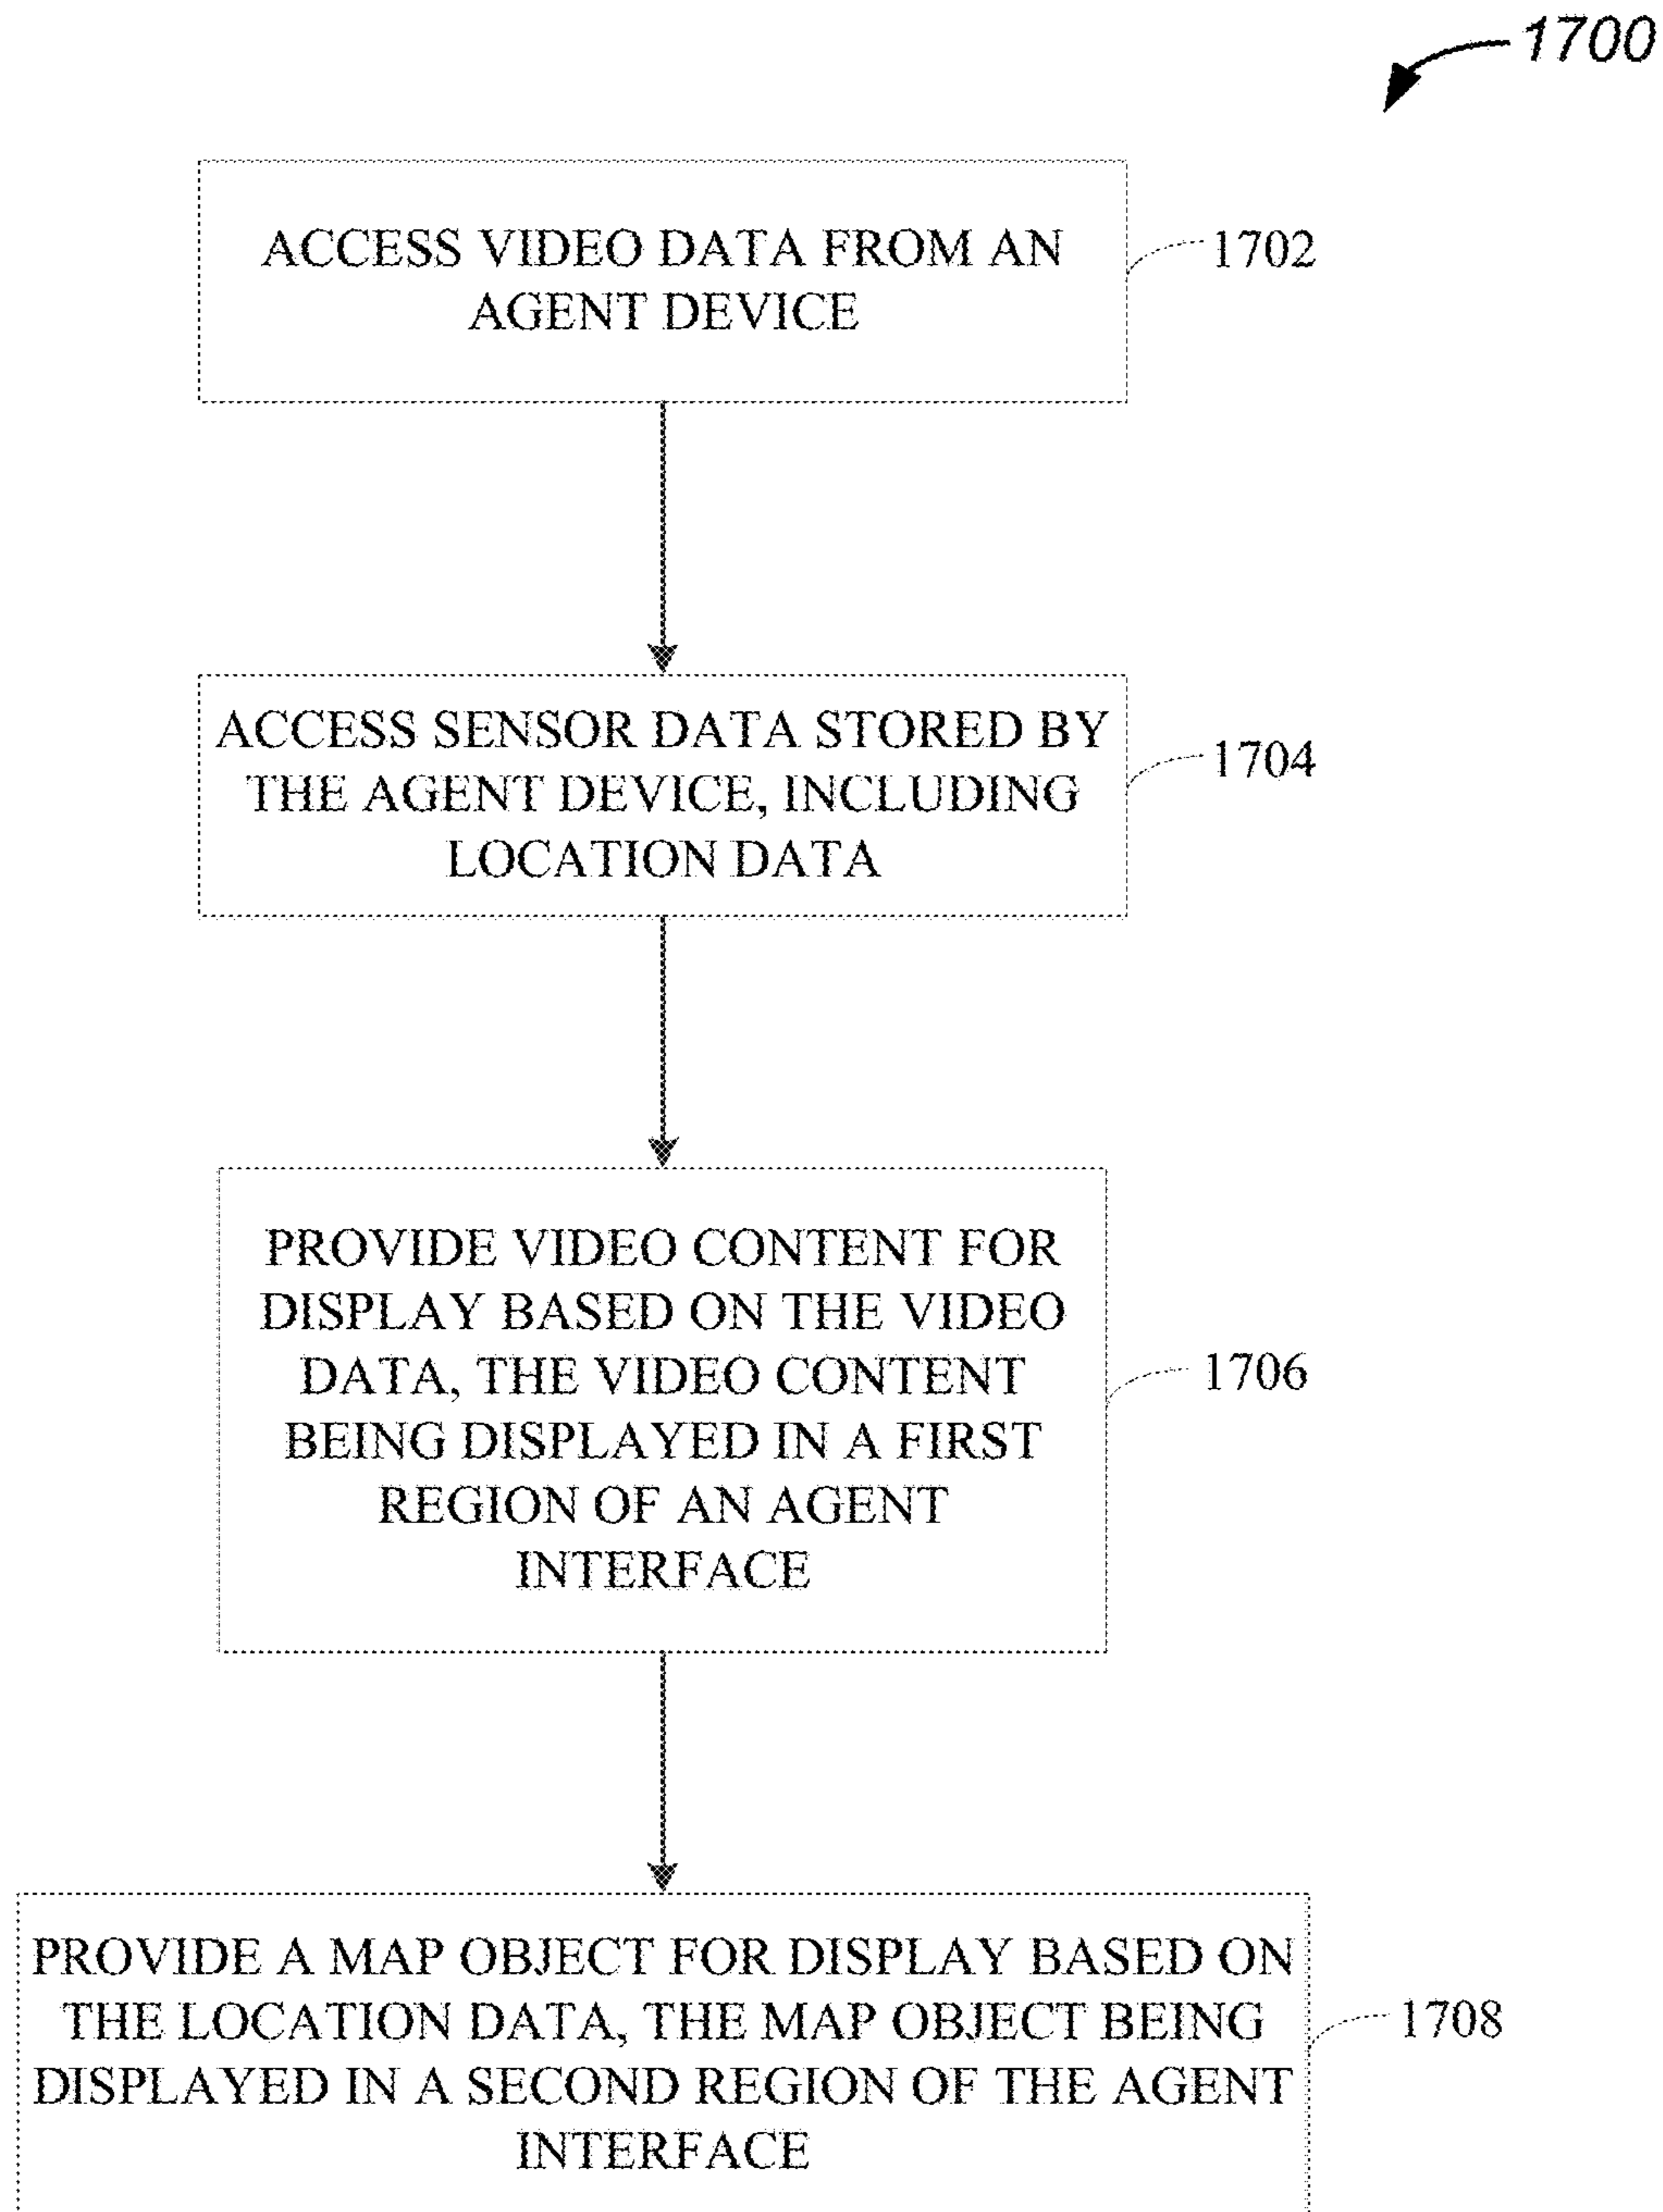 1700
ACCESS VIDEO DATA FROM AN
AGENT DEVICE
1702
ACCESS SENSOR DATA STORED BY
THE AGENT DEVICE, INCLUDING
LOCATION DATA
1704
PROVIDE VIDEO CONTENT FOR
DISPLAY BASED ON THE VIDEO
DATA, THE VIDEO CONTENT
BEING DISPLAYED IN A FIRST
REGION OF AN AGENT
INTERFACE
1706
PROVIDE A MAP OBJECT FOR DISPLAY BASED ON
THE LOCATION DATA, THE MAP OBJECT BEING
DISPLAYED IN A SECOND REGION OF THE AGENT
INTERFACE
1708